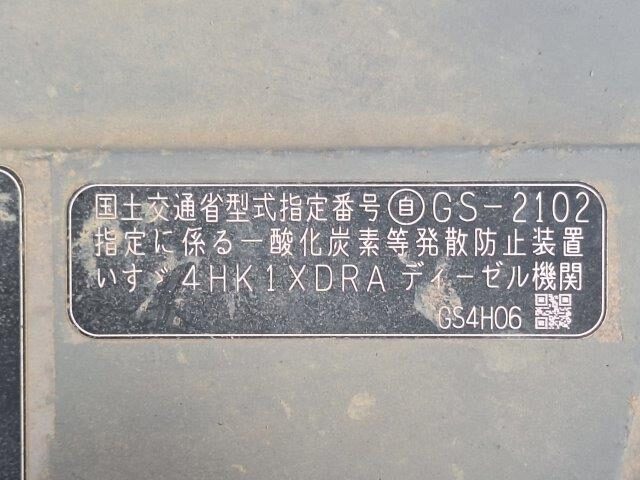 国土交通省型式指定番号 ㊀自 GS-2102
指定に係る一酸化炭素等発散防止装置
いすゞ 4HK1XDRA ディーゼル機関
GS4H06